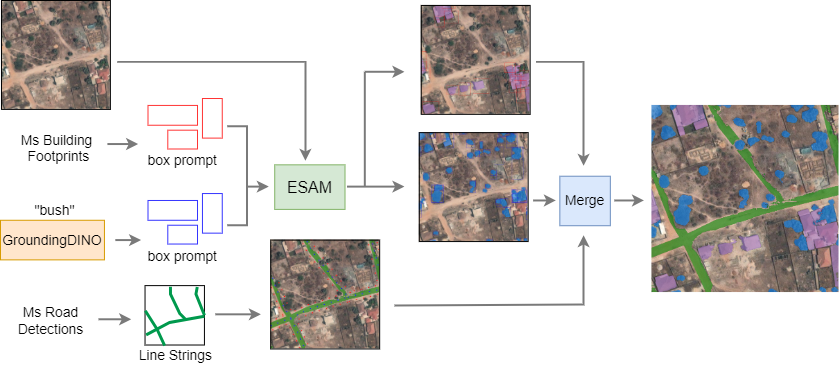 Ms Building
Footprints
box prompt
ESAM
"bush"
GroundingDINO
box prompt
Merge
Ms Road
Detections
Line Strings